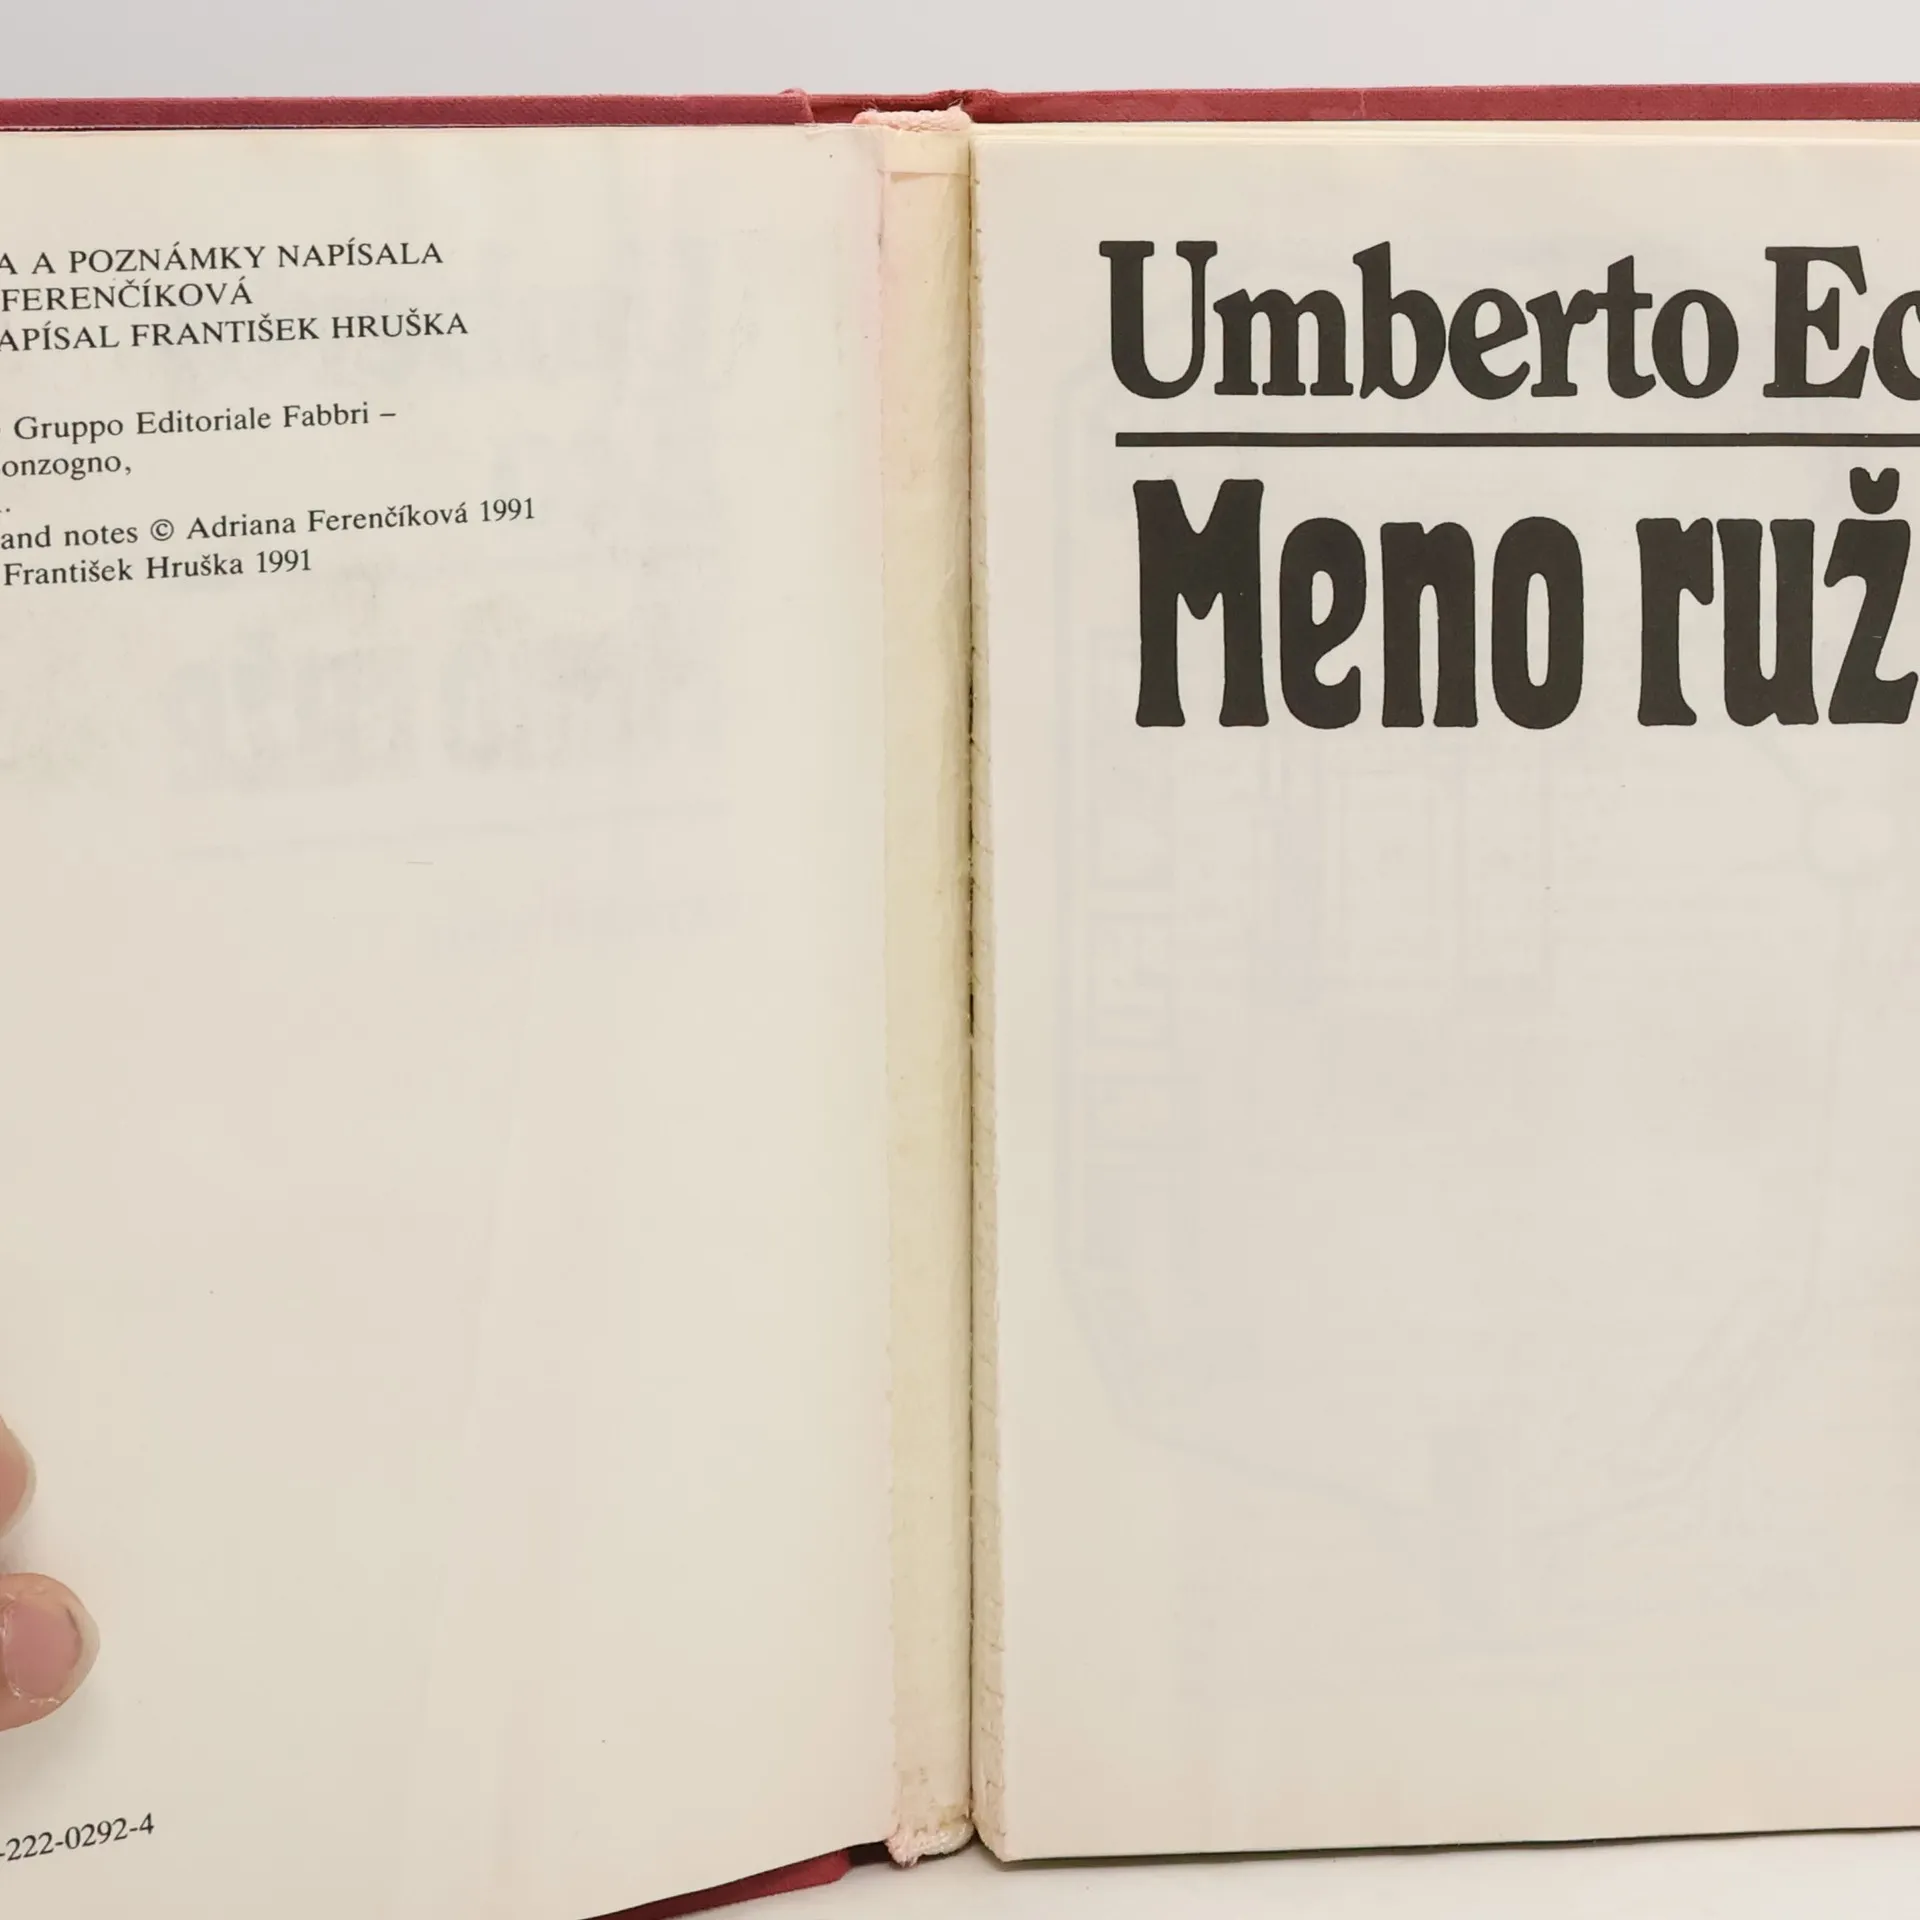 A A POZNÁMKY NAPÍSALA
FERENČÍKOVÁ
APÍSAL FRANTIŠEK HRUŠKA
Gruppo Editoriale Fabbri –
onzogno,
and notes © Adriana Ferenčíková 1991
František Hruška 1991
-222-0292-4
Umberto Ec
Meno ruž